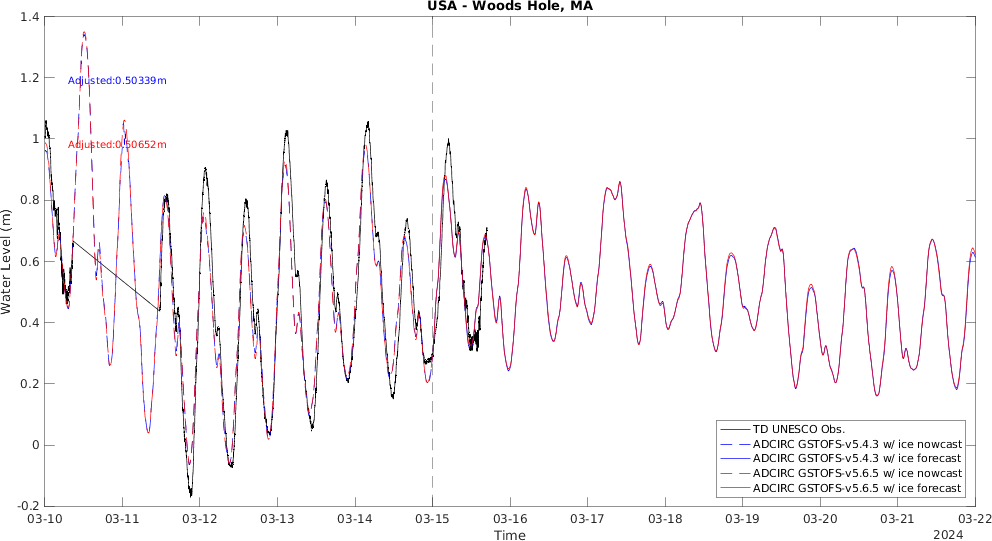 USA - Woods Hole, MA
Water Level (m)
1.4
1.2
1
0.8
0.6
0.4
0.2
0
-0.2
Adjusted:0.50339m
Adjusted:0.50652m
TD UNESCO Obs.
ADCIRC GSTOFS-v5.4.3 w/ ice nowcast
ADCIRC GSTOFS-v5.4.3 w/ ice forecast
ADCIRC GSTOFS-v5.6.5 w/ ice nowcast
ADCIRC GSTOFS-v5.6.5 w/ ice forecast
03-10 03-11 03-12 03-13 03-14 03-15 03-16 03-17 03-18 03-19 03-20 03-21 03-22
Time
2024